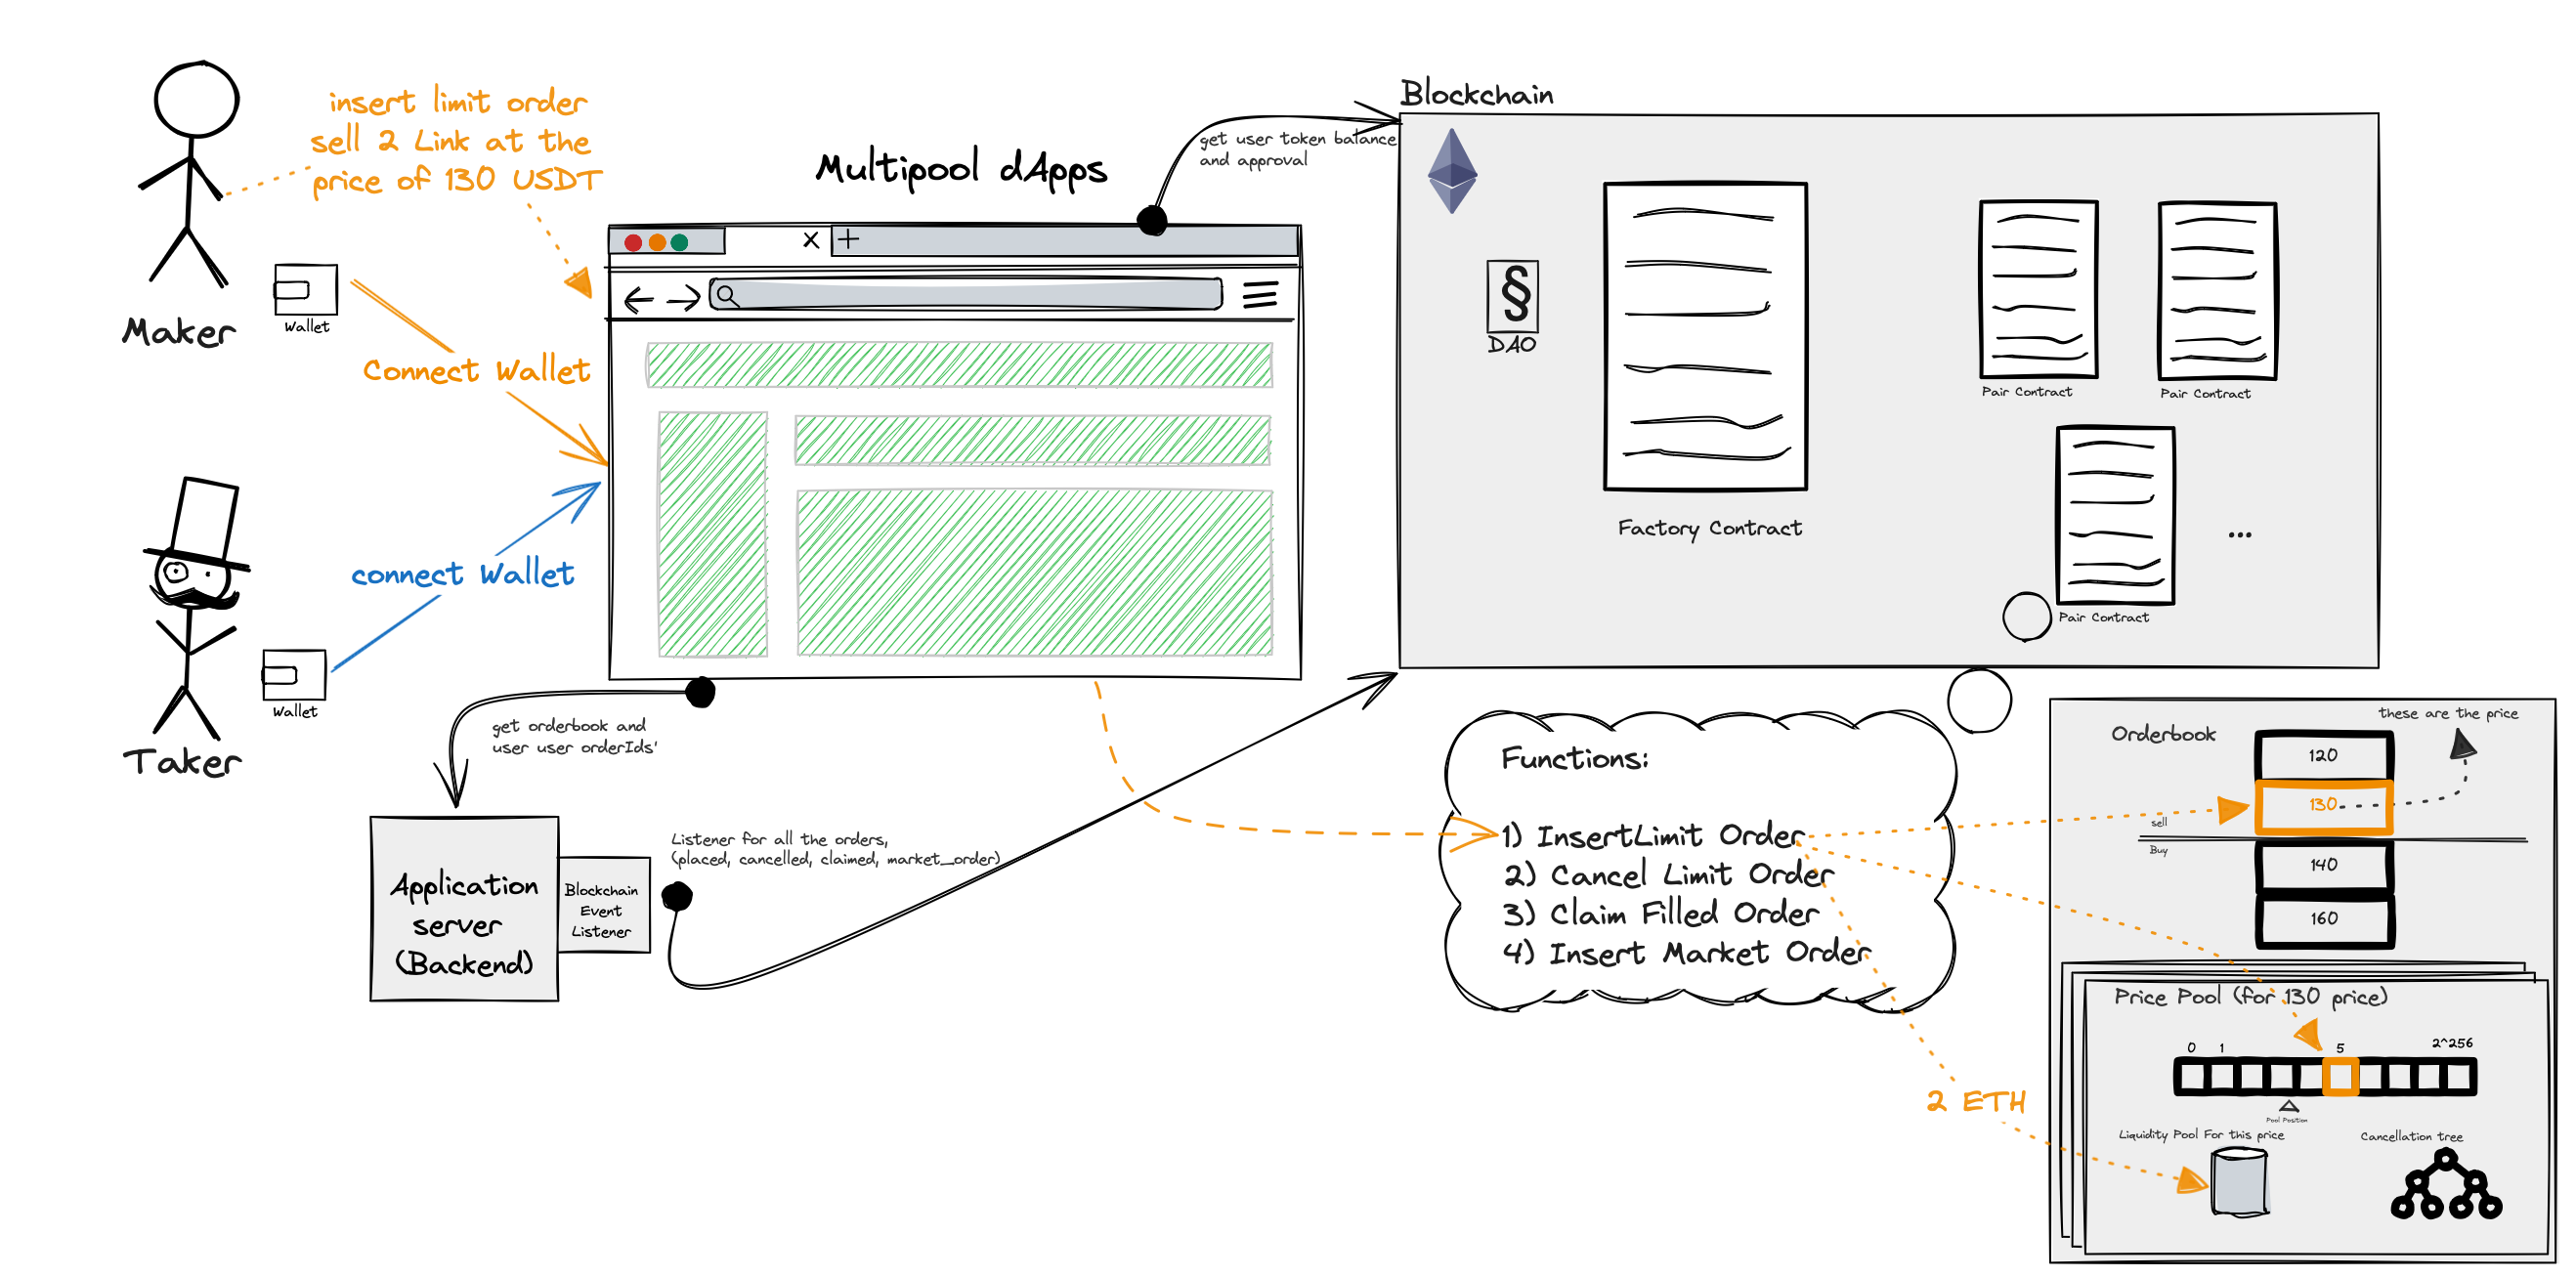 insert limit order
sell 2 Link at the
price of 130 USDT
Maker
Wallet
Connect Wallet
connect Wallet
Taker
Wallet
Multipool dApps
get user token balance
and approval
Blockchain
§
DAO
Factory Contract
Pair Contract
Pair Contract
Pair Contract
...
get orderbook and
user user orderIds'
Application
server
(Backend)
Blockchain
Event
Listener
Listener for all the orders,
(placed, cancelled, claimed, market_order)
Functions:
1) InsertLimit Order
2) Cancel Limit Order
3) Claim Filled Order
4) Insert Market Order
2 ETH
these are the price
Orderbook
120
130
sell
Buy
140
160
Price Pool (for 130 price)
0 1 5 2^256
Pool Position
Liquidity Pool For this price
Cancellation tree